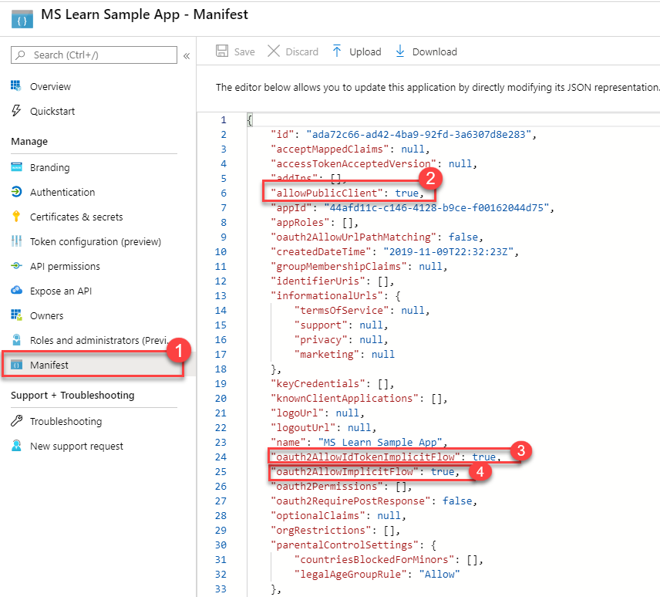 MS Learn Sample App - Manifest
Search (Ctrl+/)
«
Save
Discard
Upload
Download
Overview
Quickstart
Manage
Branding
Authentication
Certificates & secrets
Token configuration (preview)
API permissions
Expose an API
Owners
Roles and administrators (Previ...
Manifest
1
Support + Troubleshooting
Troubleshooting
New support request
The editor below allows you to update this application by directly modifying its JSON representation.
1 {
2 "id": "ada72c66-ad42-4ba9-92fd-3a6307d8e283",
3 "acceptMappedClaims": null,
4 "accessTokenAcceptedVersion": null,
5 "addIns": [],
6 "allowPublicClient": true,
2
7 "appId": "44afd11c-c146-4128-b9ce-f00162044d75",
8 "appRoles": [],
9 "oauth2AllowUrlPathMatching": false,
10 "createdDateTime": "2019-11-09T22:32:23Z",
11 "groupMembershipClaims": null,
12 "identifierUris": [],
13 "informationalUrls": {
14 "termsOfService": null,
15 "support": null,
16 "privacy": null,
17 "marketing": null
18 },
19 "keyCredentials": [],
20 "knownClientApplications": [],
21 "logoUrl": null,
22 "logoutUrl": null,
23 "name": "MS Learn Sample App",
24 "oauth2AllowIdTokenImplicitFlow": true,
3
25 "oauth2AllowImplicitFlow": true,
4
26 "oauth2Permissions": [],
27 "oauth2RequirePostResponse": false,
28 "optionalClaims": null,
29 "orgRestrictions": [],
30 "parentalControlSettings": {
31 "countriesBlockedForMinors": [],
32 "legalAgeGroupRule": "Allow"
33 },